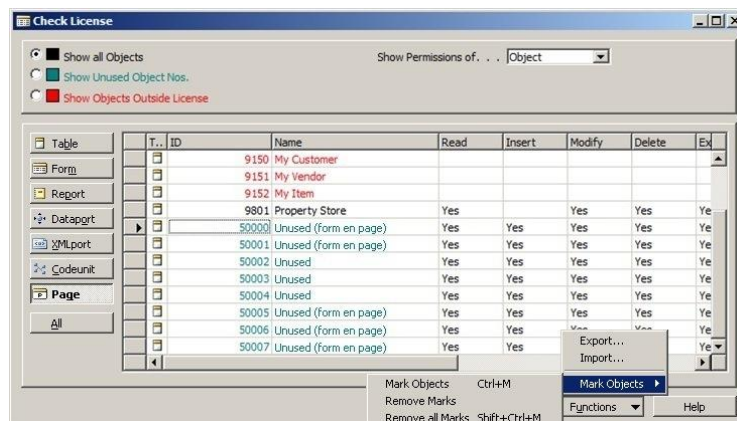 Check License
Show all Objects
Show Permissions of. . . Object
Show Unused Object Nos.
Show Objects Outside License
Table
Form
Report
Dataport
XMLport
Codeunit
Page
All
T.. ID Name Read Insert Modify Delete Ex
9150 My Customer
9151 My Vendor
9152 My Item
9801 Property Store Yes Yes Yes Ye
50000 Unused (form en page) Yes Yes Yes Yes Ye
50001 Unused (form en page) Yes Yes Yes Yes Ye
50002 Unused Yes Yes Yes Yes Ye
50003 Unused Yes Yes Yes Yes Ye
50004 Unused Yes Yes Yes Yes Ye
50005 Unused (form en page) Yes Yes Yes Yes Ye
50006 Unused (form en page) Yes Yes Yes Yes Ye
50007 Unused (form en page) Yes Yes Ye
Export...
Import...
Mark Objects
Mark Objects Ctrl+M
Remove Marks
Remove all Marks Shift+Ctrl+M
Functions
Help